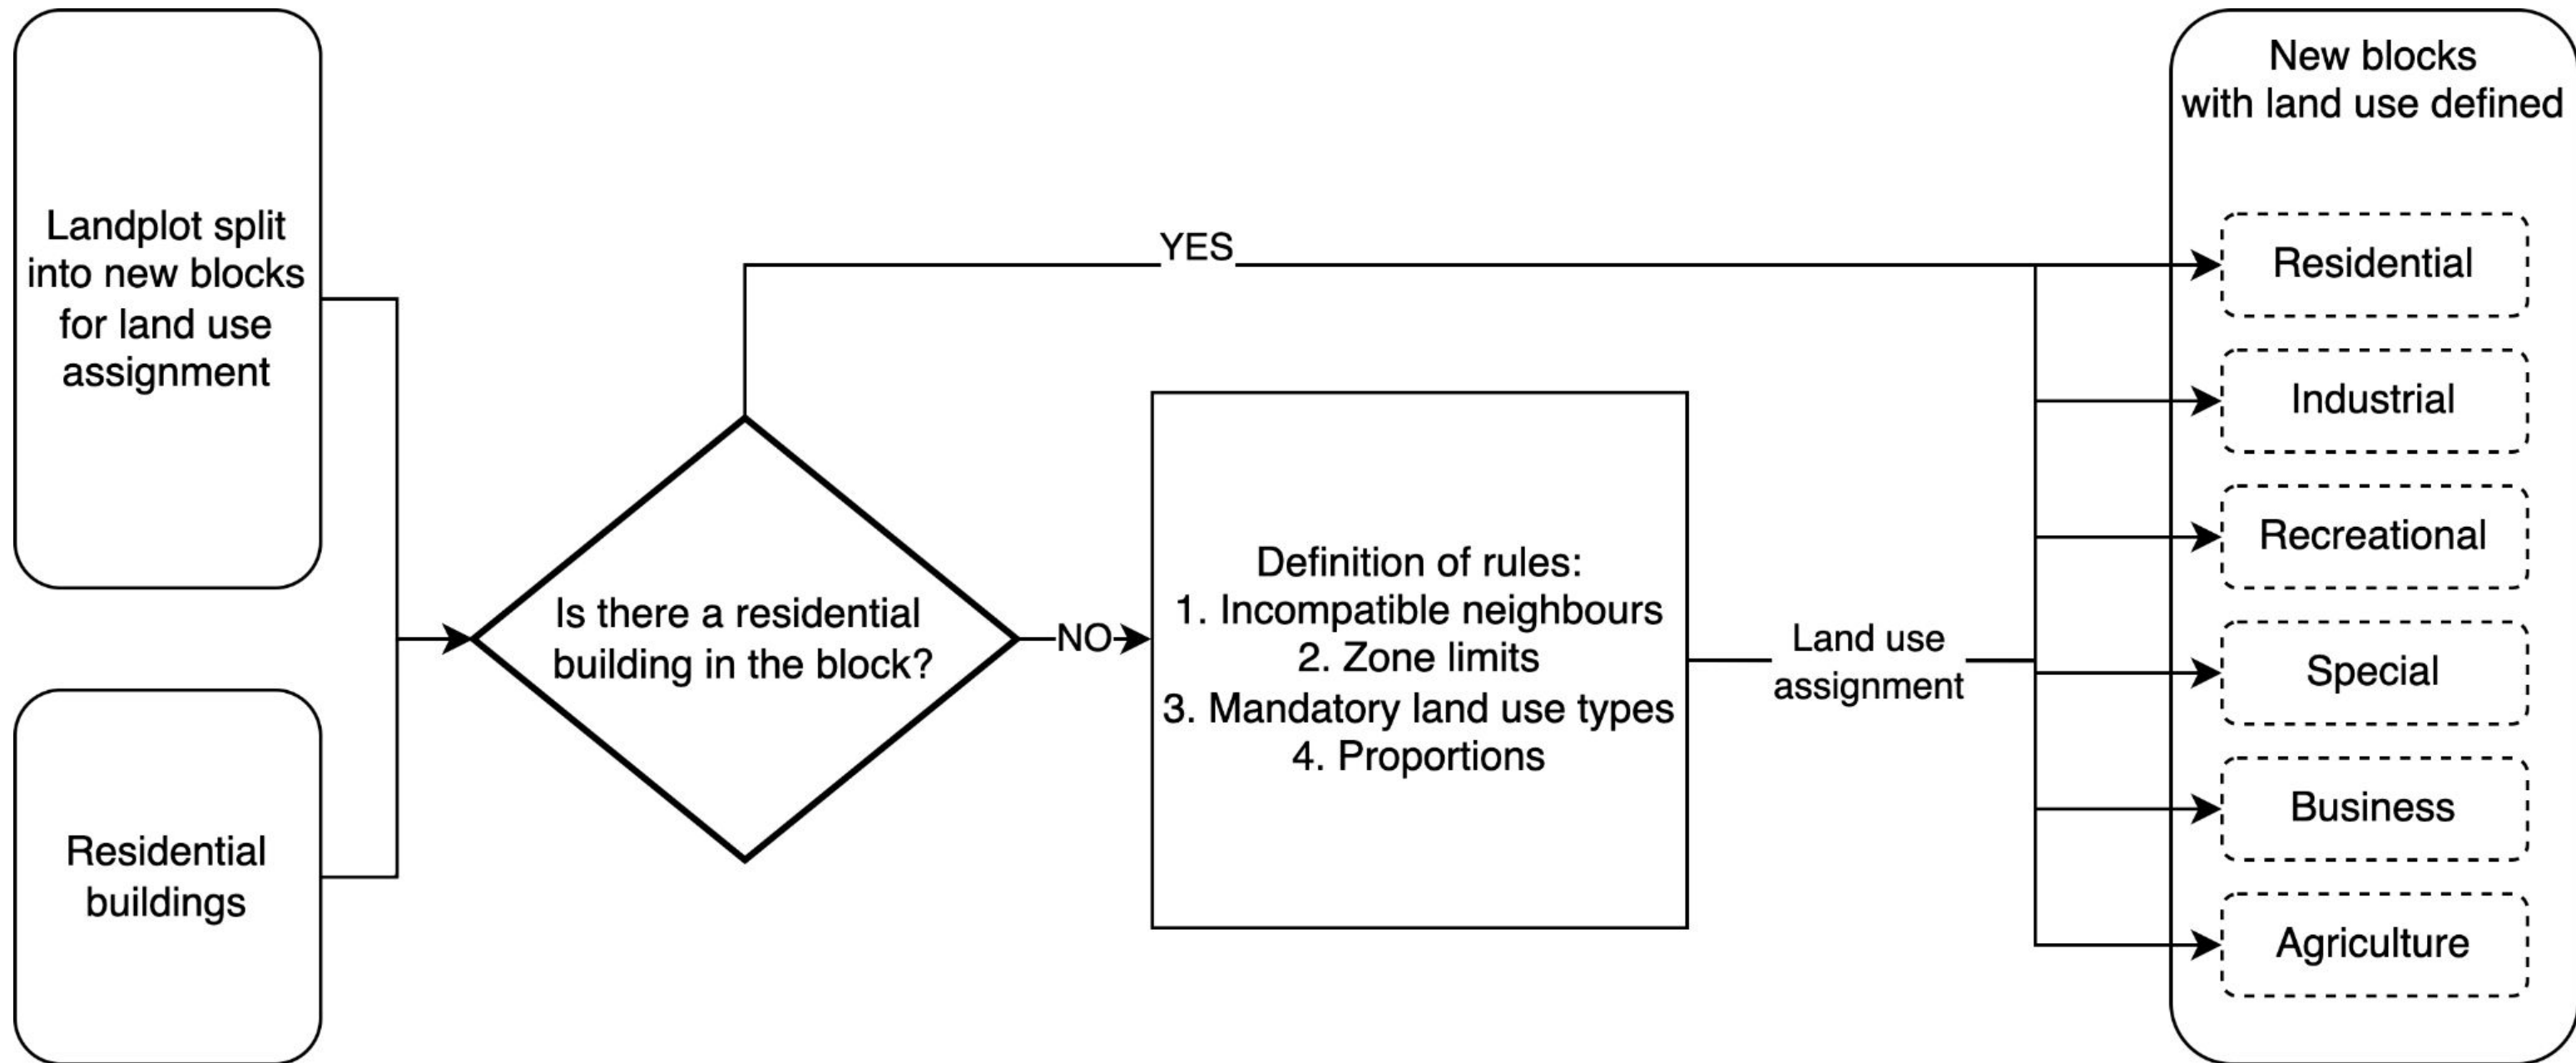 Landplot split
into new blocks
for land use
assignment
Residential
buildings
Is there a residential
building in the block?
YES
NO
Definition of rules:
1. Incompatible neighbours
2. Zone limits
3. Mandatory land use types
4. Proportions
Land use
assignment
New blocks
with land use defined
Residential
Industrial
Recreational
Special
Business
Agriculture